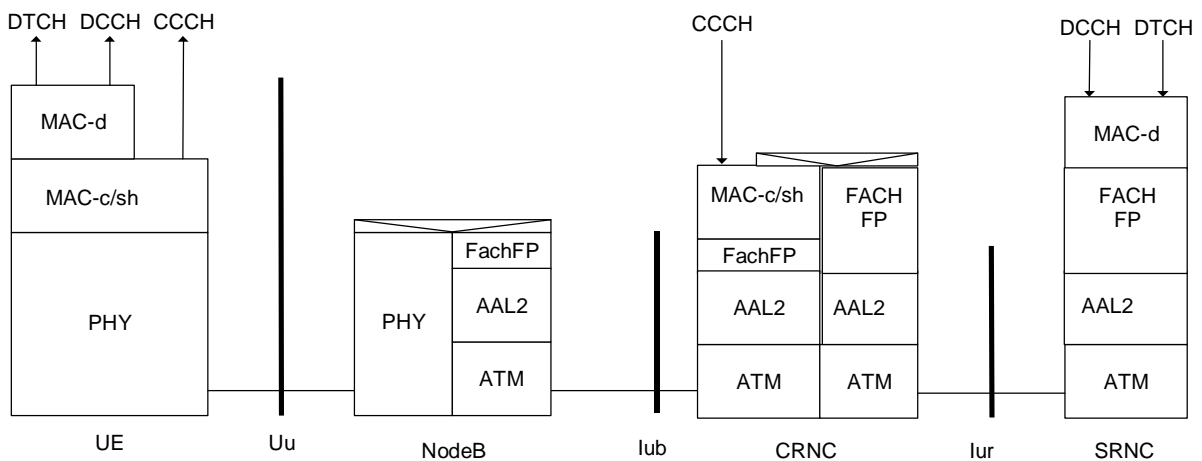 DTCH DCCH CCCH
CCCH
DCCH DTCH
MAC-d
MAC-d
MAC-c/sh
MAC-c/sh
FACH
FP
FACH
FP
FachFP
FachFP
PHY
PHY
AAL2
AAL2
AAL2
AAL2
ATM
ATM
ATM
ATM
UE
Uu
NodeB
Iub
CRNC
Iur
SRNC